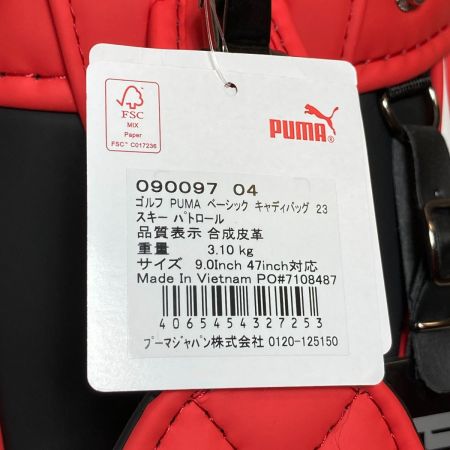 FSC
MIX
Paper
FSC® C017236
PUMA
090097 04
ゴルフ PUMA ベーシック キャディバッグ 23
スキー パトロール
品質表示 合成皮革
重量 3.10 kg
サイズ 9.0Inch 47inch対応
Made In Vietnam PO#7108487
4065454327253
プーマジャパン株式会社 0120-125150